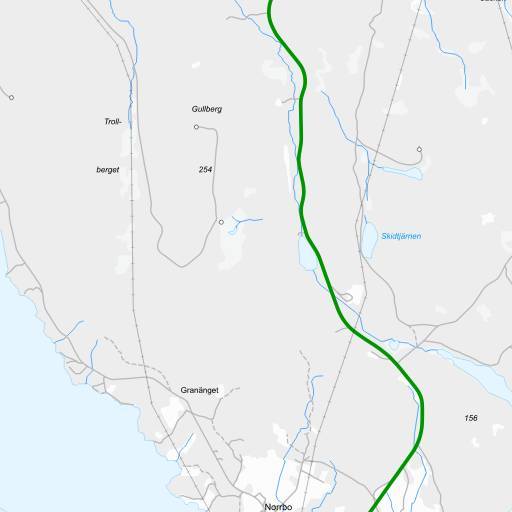 Gullberg
Troll-
berget
254
Skidtjärnen
Granänget
156
Norrbo